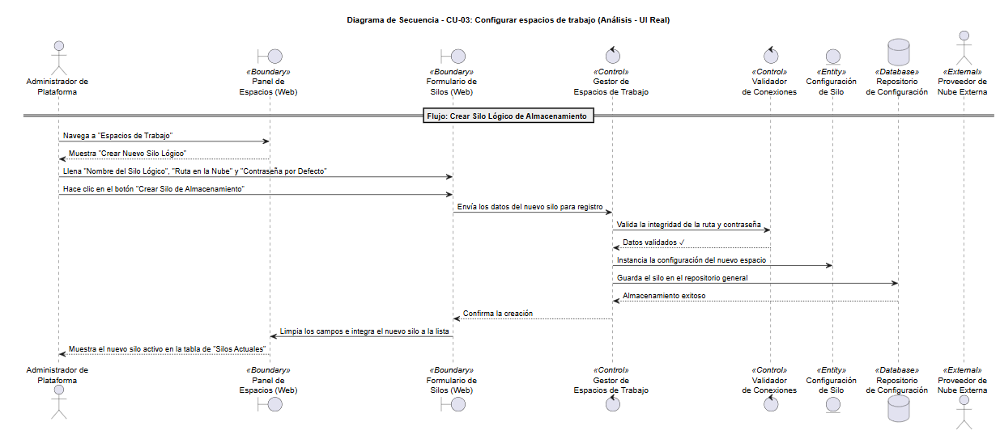 Diagrama de Secuencia - CU-03: Configurar espacios de trabajo (Análisis - UI Real)
Administrador de
Plataforma
«Boundary»
Panel de
Espacios (Web)
«Boundary»
Formulario de
Silos (Web)
«Control»
Gestor de
Espacios de Trabajo
«Control»
Validador
de Conexiones
«Entity»
Configuración
de Silo
«Database»
Repositorio
de Configuración
«External»
Proveedor de
Nube Externa
Flujo: Crear Silo Lógico de Almacenamiento
Navega a "Espacios de Trabajo"
Muestra "Crear Nuevo Silo Lógico"
Llena "Nombre del Silo Lógico", "Ruta en la Nube" y "Contraseña por Defecto"
Hace clic en el botón "Crear Silo de Almacenamiento"
Envía los datos del nuevo silo para registro
Valida la integridad de la ruta y contraseña
Datos validados ✓
Instancia la configuración del nuevo espacio
Guarda el silo en el repositorio general
Almacenamiento exitoso
Confirma la creación
Limpia los campos e integra el nuevo silo a la lista
Muestra el nuevo silo activo en la tabla de "Silos Actuales"
Administrador de
Plataforma
«Boundary»
Panel de
Espacios (Web)
«Boundary»
Formulario de
Silos (Web)
«Control»
Gestor de
Espacios de Trabajo
«Control»
Validador
de Conexiones
«Entity»
Configuración
de Silo
«Database»
Repositorio
de Configuración
«External»
Proveedor de
Nube Externa